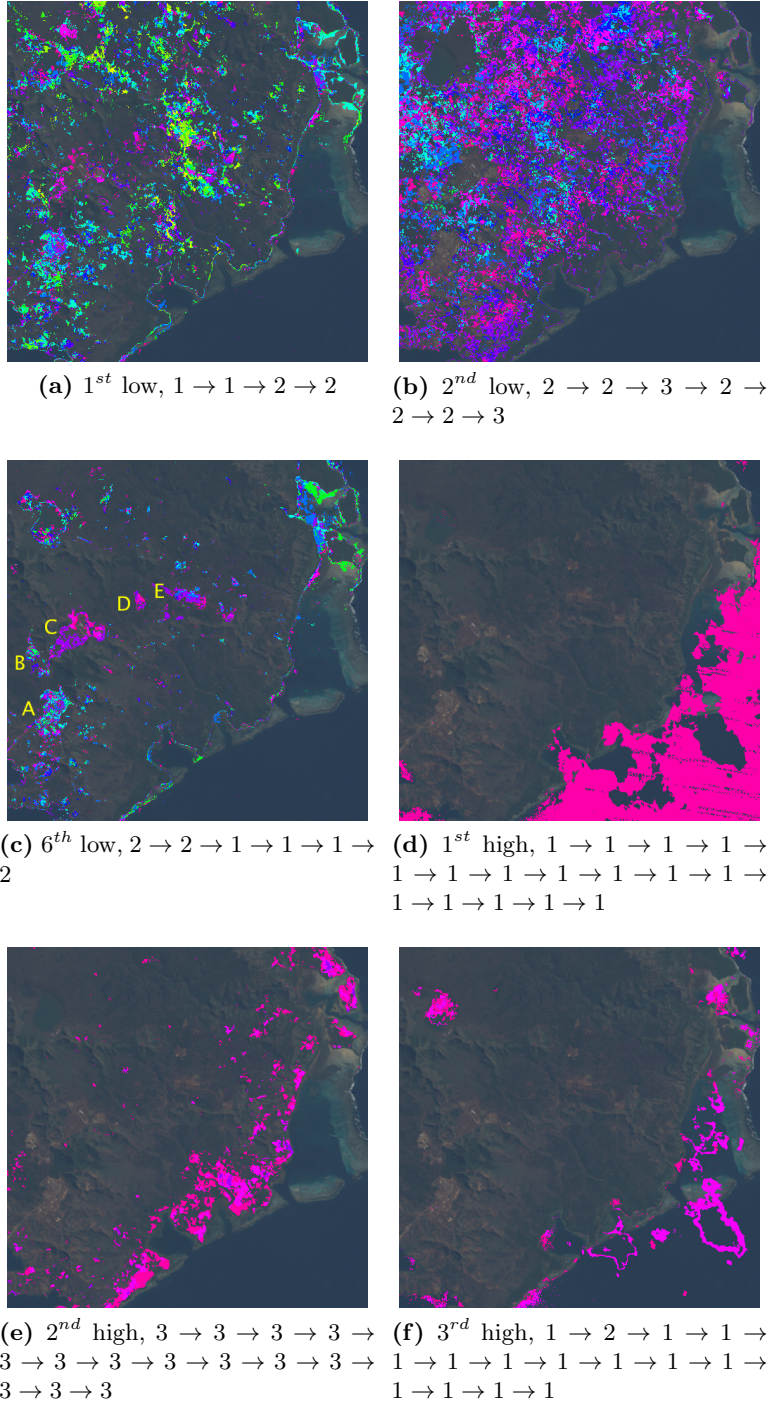 (a) 1st low, 1 → 1 → 2 → 2
(b) 2nd low, 2 → 2 → 3 → 2 →
2 → 2 → 3
D E
C
B
A
(c) 6th low, 2 → 2 → 1 → 1 → 1 →
2
(d) 1st high, 1 → 1 → 1 → 1 →
1 → 1 → 1 → 1 → 1 → 1 → 1 →
1 → 1 → 1 → 1
(e) 2nd high, 3 → 3 → 3 → 3 →
3 → 3 → 3 → 3 → 3 → 3 → 3 →
3 → 3 → 3
(f) 3rd high, 1 → 2 → 1 → 1 →
1 → 1 → 1 → 1 → 1 → 1 → 1 →
1 → 1 → 1 → 1